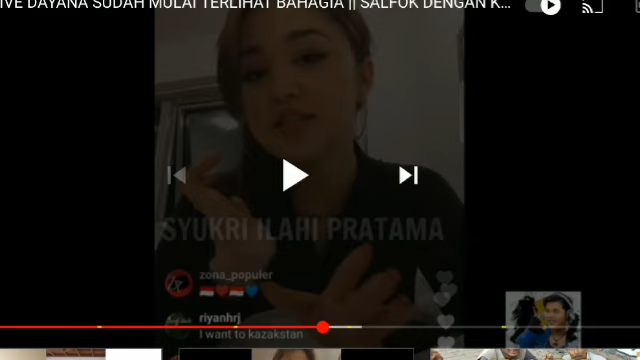 IVE DAYANA SUDAH MULAI TERLIHAT BAHAGIA || SALFOK DENGAN K...
SYUKRI ILAHI PRATAMA
zona_populer
riyanhrj
I want to kazakstan